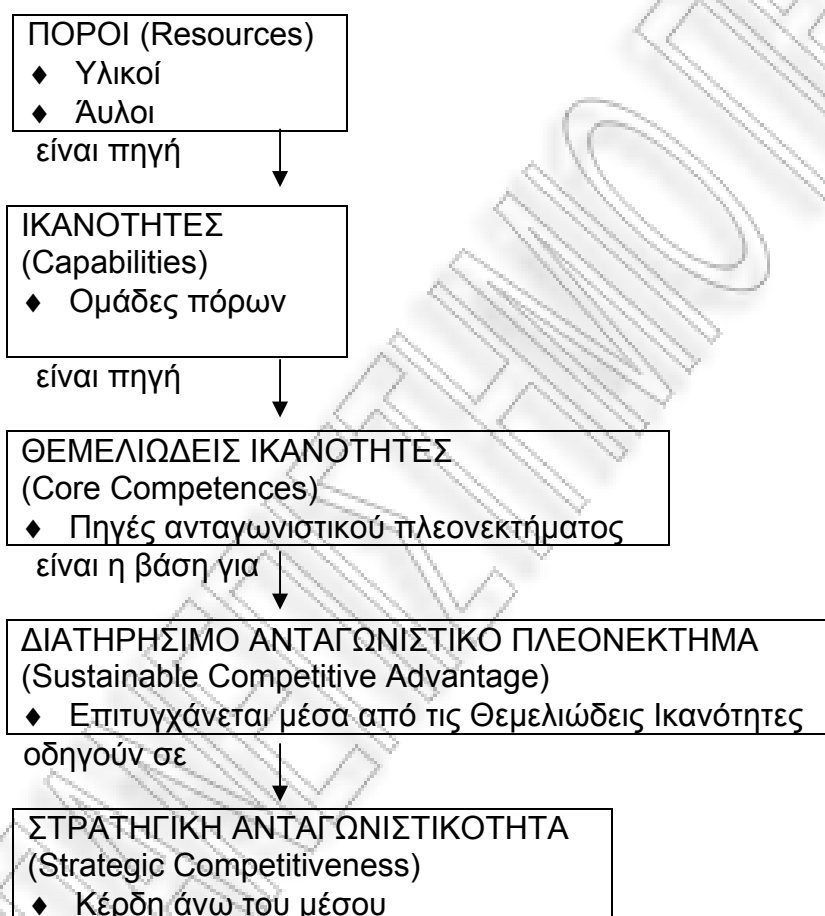 ΠΟΡΟΙ (Resources)
♦ Υλικοί
♦ Άυλοι
είναι πηγή
ΙΚΑΝΟΤΗΤΕΣ
(Capabilities)
♦ Ομάδες πόρων
είναι πηγή
ΘΕΜΕΛΙΩΔΕΙΣ ΙΚΑΝΟΤΗΤΕΣ
(Core Competences)
♦ Πηγές ανταγωνιστικού πλεονεκτήματος
είναι η βάση για
ΔΙΑΤΗΡΗΣΙΜΟ ΑΝΤΑΓΩΝΙΣΤΙΚΟ ΠΛΕΟΝΕΚΤΗΜΑ
(Sustainable Competitive Advantage)
♦ Επιτυγχάνεται μέσα από τις Θεμελιώδεις Ικανότητες
οδηγούν σε
ΣΤΡΑΤΗΓΙΚΗ ΑΝΤΑΓΩΝΙΣΤΙΚΟΤΗΤΑ
(Strategic Competitiveness)
♦ Κέρδη άνω του μέσου